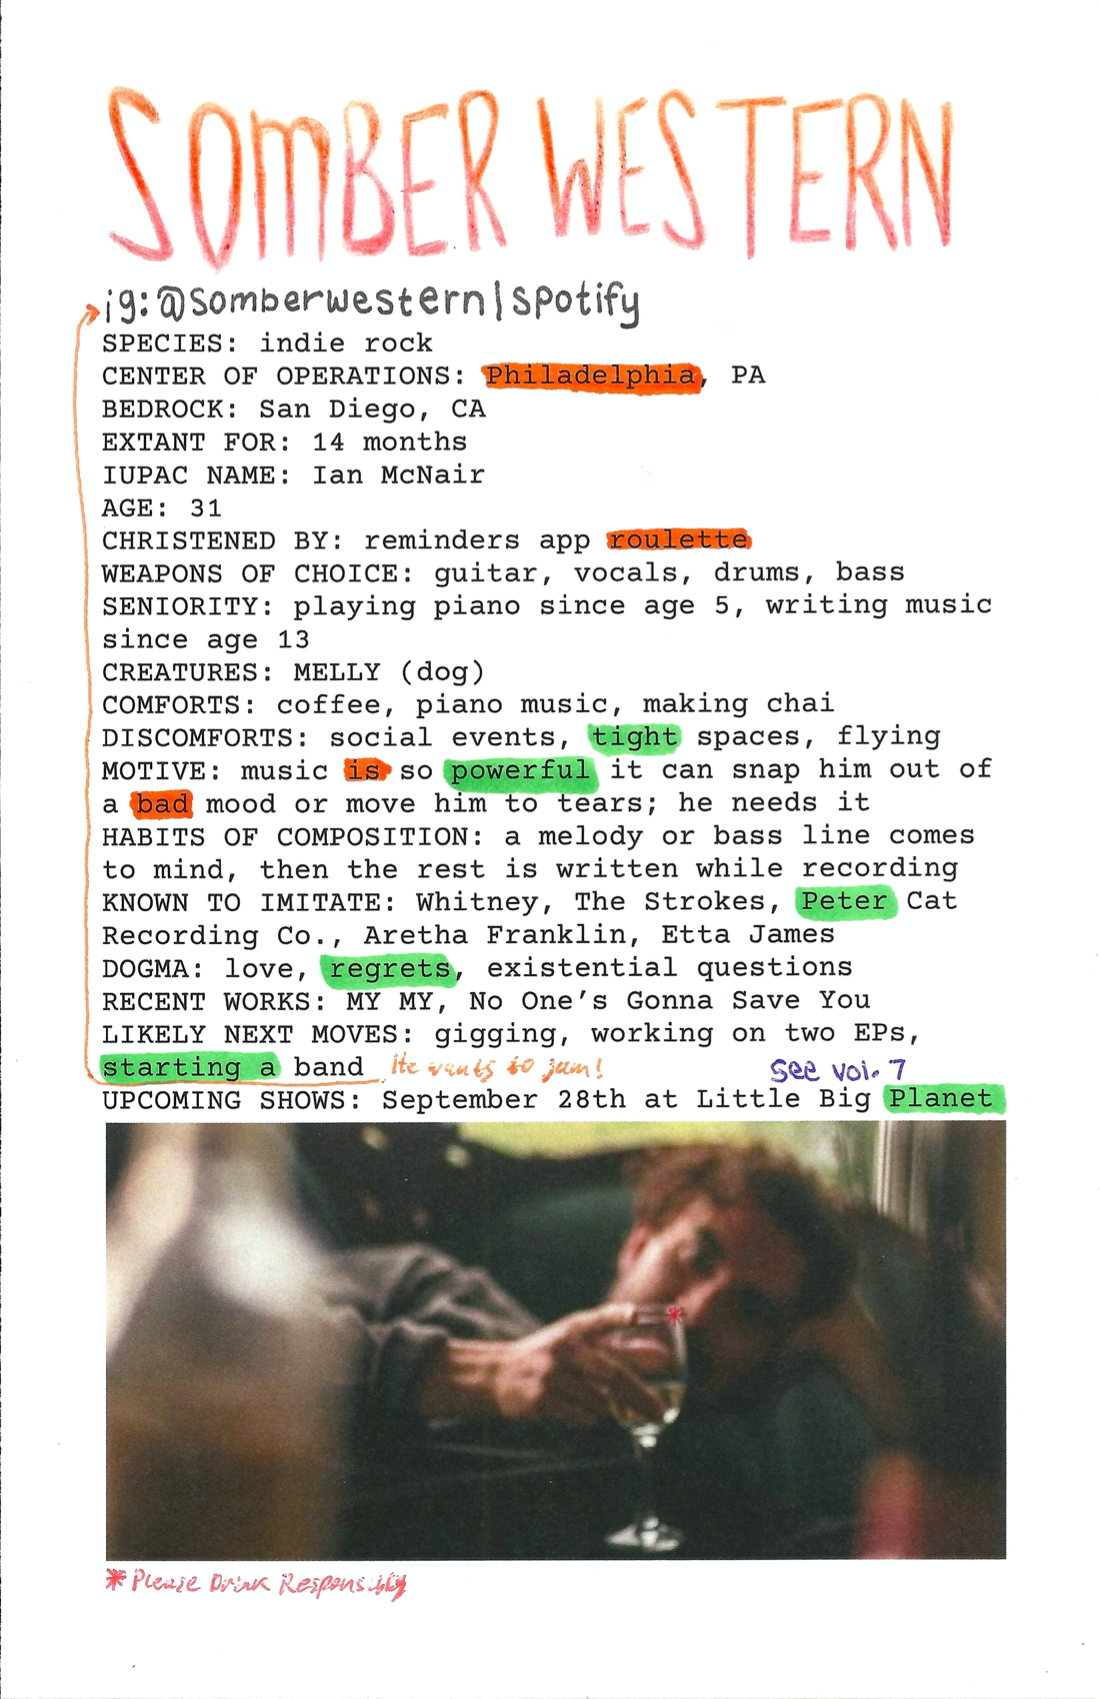 SOMBER WESTERN
ig:@somberwestern|spotify
SPECIES: indie rock
CENTER OF OPERATIONS: Philadelphia, PA
BEDROCK: San Diego, CA
EXTANT FOR: 14 months
IUPAC NAME: Ian McNair
AGE: 31
CHRISTENED BY: reminders app roulette
WEAPONS OF CHOICE: guitar, vocals, drums, bass
SENIORITY: playing piano since age 5, writing music
since age 13
CREATURES: MELLY (dog)
COMFORTS: coffee, piano music, making chai
DISCOMFORTS: social events, tight spaces, flying
MOTIVE: music is so powerful it can snap him out of
a bad mood or move him to tears; he needs it
HABITS OF COMPOSITION: a melody or bass line comes
to mind, then the rest is written while recording
KNOWN TO IMITATE: Whitney, The Strokes, Peter Cat
Recording Co., Aretha Franklin, Etta James
DOGMA: love, regrets, existential questions
RECENT WORKS: MY MY, No One's Gonna Save You
LIKELY NEXT MOVES: gigging, working on two EPs,
starting a band He wants to jam! see vol. 7
UPCOMING SHOWS: September 28th at Little Big Planet
*Please Drink Responsibly